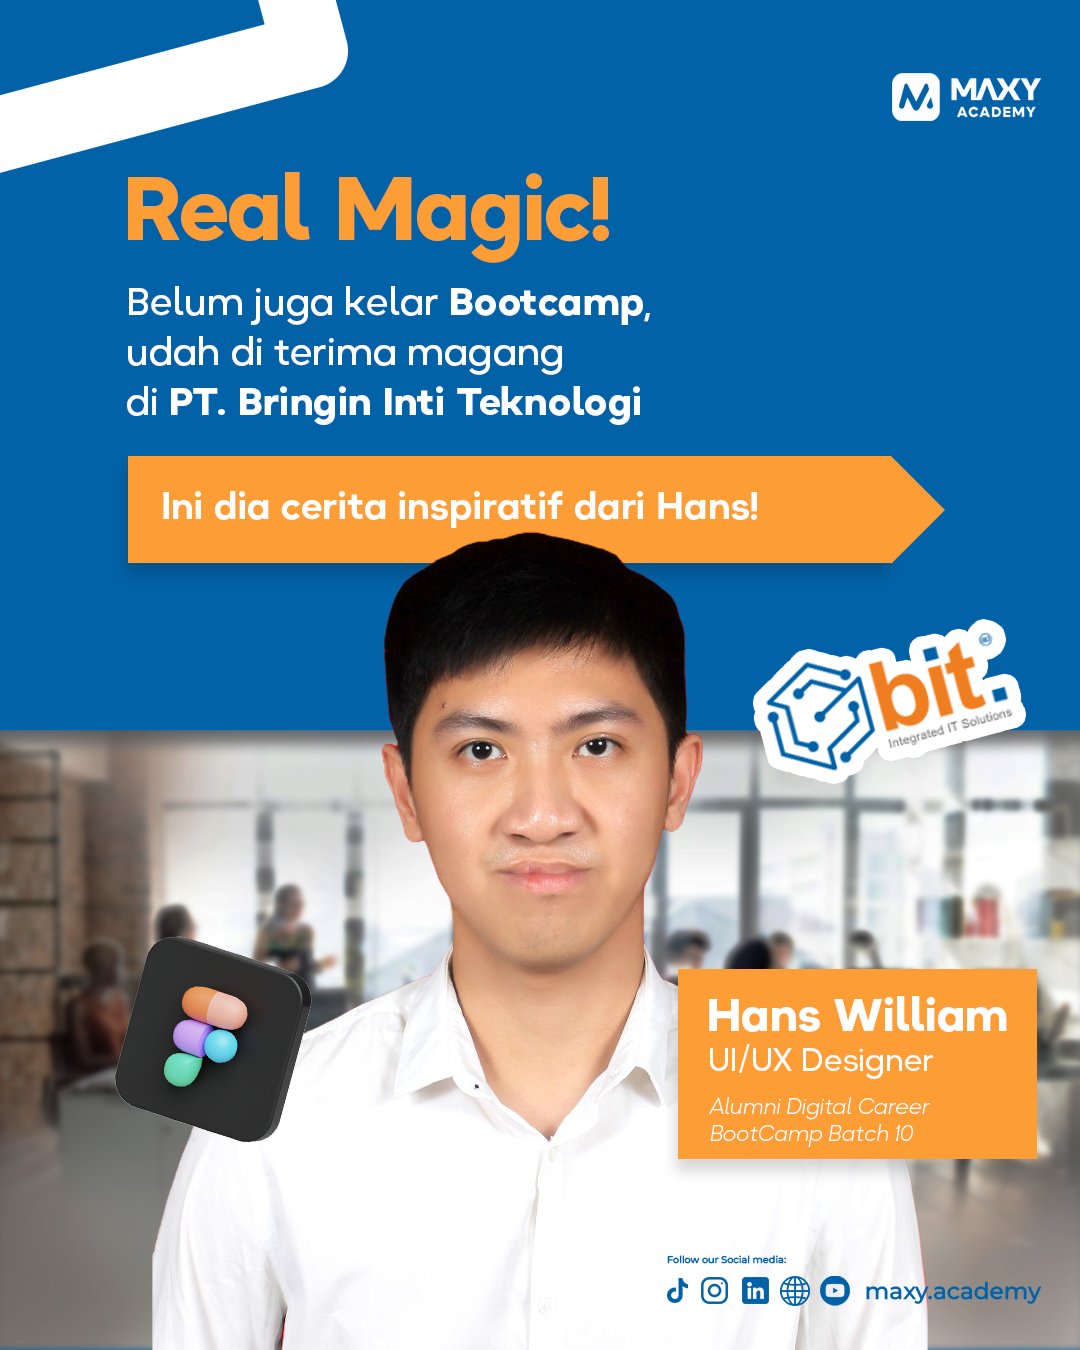 MAXY
ACADEMY
Real Magic!
Belum juga kelar Bootcamp,
udah di terima magang
di PT. Bringin Inti Teknologi
Ini dia cerita inspiratif dari Hans!
bit.
Integrated IT Solutions
Hans William
UI/UX Designer
Alumni Digital Career
BootCamp Batch 10
Follow our Social media:
maxy.academy